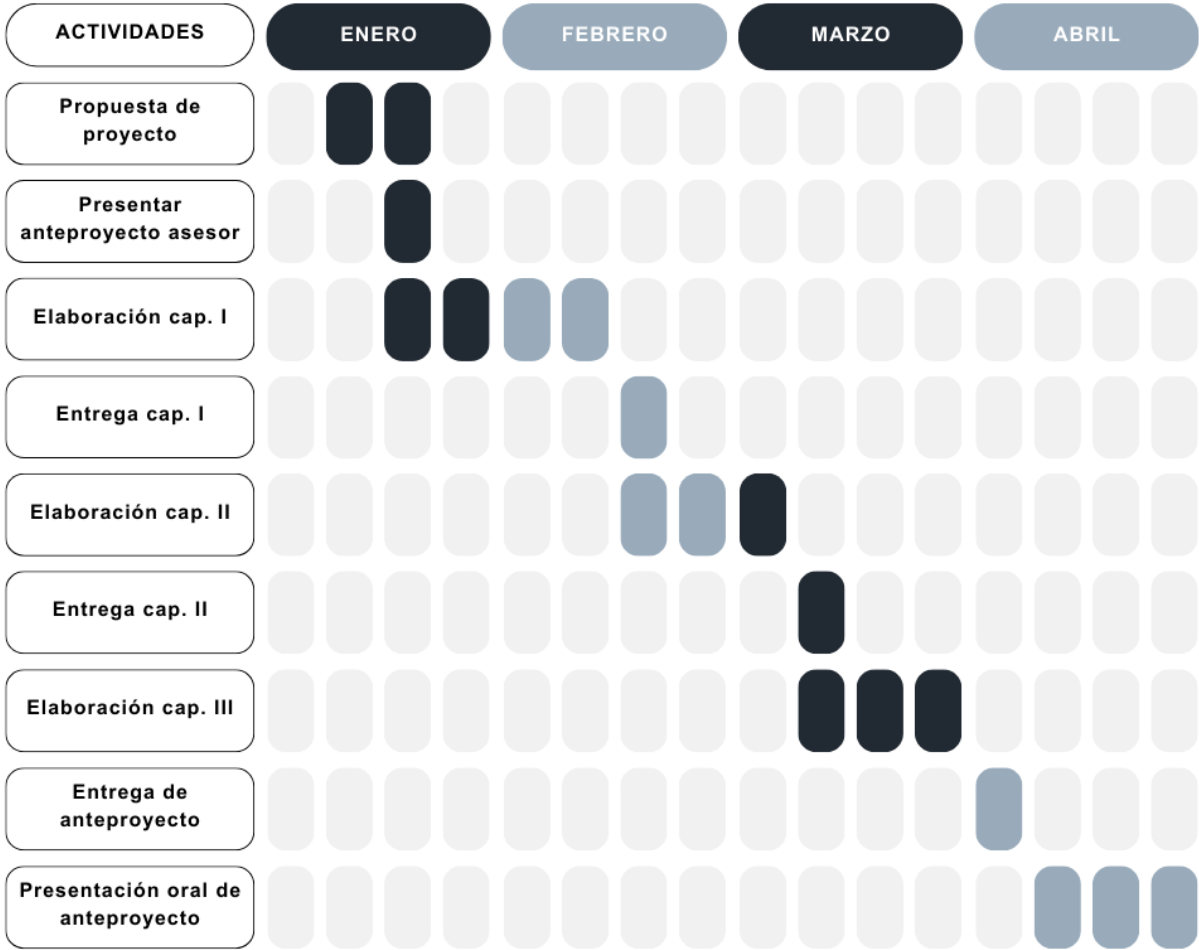 ACTIVIDADES
ENERO
FEBRERO
MARZO
ABRIL
Propuesta de
proyecto
Presentar
anteproyecto asesor
Elaboración cap. I
Entrega cap. I
Elaboración cap. II
Entrega cap. II
Elaboración cap. III
Entrega de
anteproyecto
Presentación oral de
anteproyecto